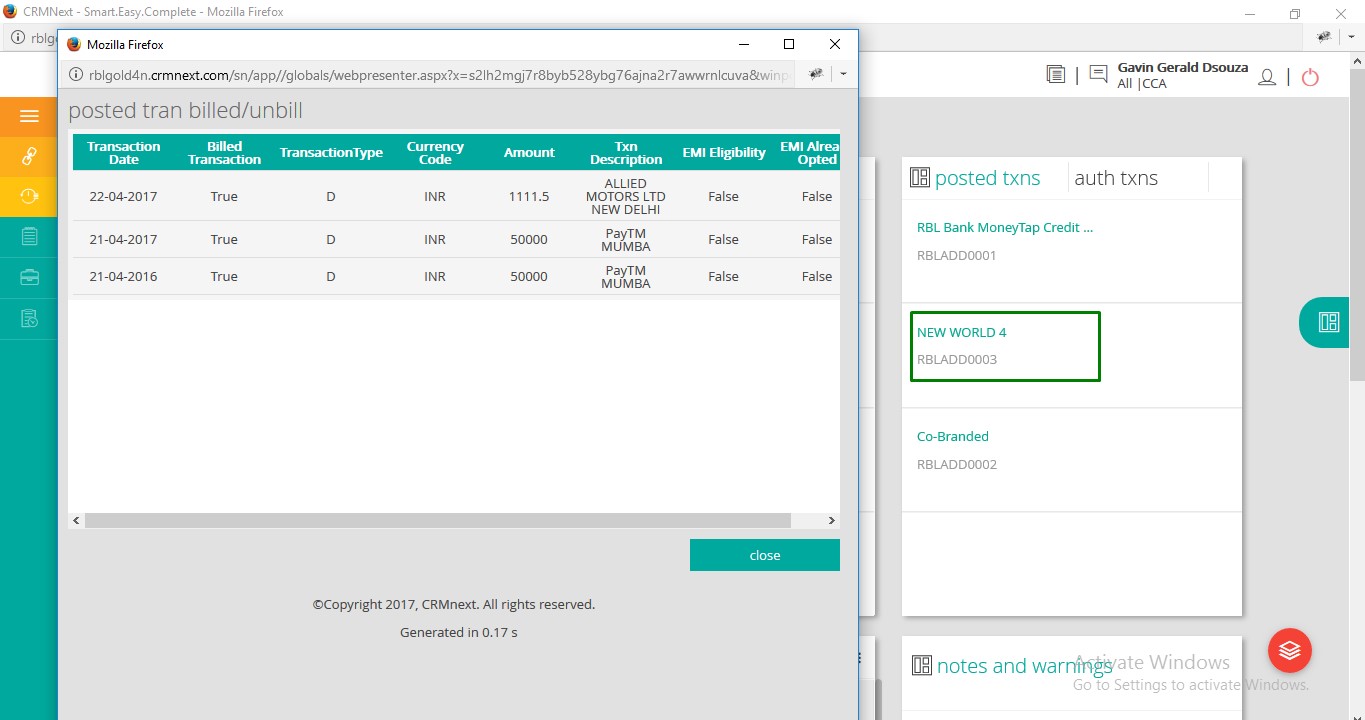 CRMNext - Smart.Easy.Complete - Mozilla Firefox
rblg
Mozilla Firefox
rblgold4n.crmnext.com/sn/app//globals/webpresenter.aspx?x=s2lh2mgj7r8byb528ybg76ajna2r7awwrnlcuva&winp
Gavin Gerald Dsouza
All |CCA
posted tran billed/unbill
Transaction Date Billed Transaction TransactionType Currency Code Amount Txn Description EMI Eligibility EMI Alrea Opted
22-04-2017 True D INR 1111.5 ALLIED MOTORS LTD NEW DELHI False False
21-04-2017 True D INR 50000 PayTM MUMBA False False
21-04-2016 True D INR 50000 PayTM MUMBA False False
close
©Copyright 2017, CRMnext. All rights reserved.
Generated in 0.17 s
posted txns auth txns
RBL Bank MoneyTap Credit ...
RBLADD0001
NEW WORLD 4
RBLADD0003
Co-Branded
RBLADD0002
notes and warnings
Activate Windows
Go to Settings to activate Windows.